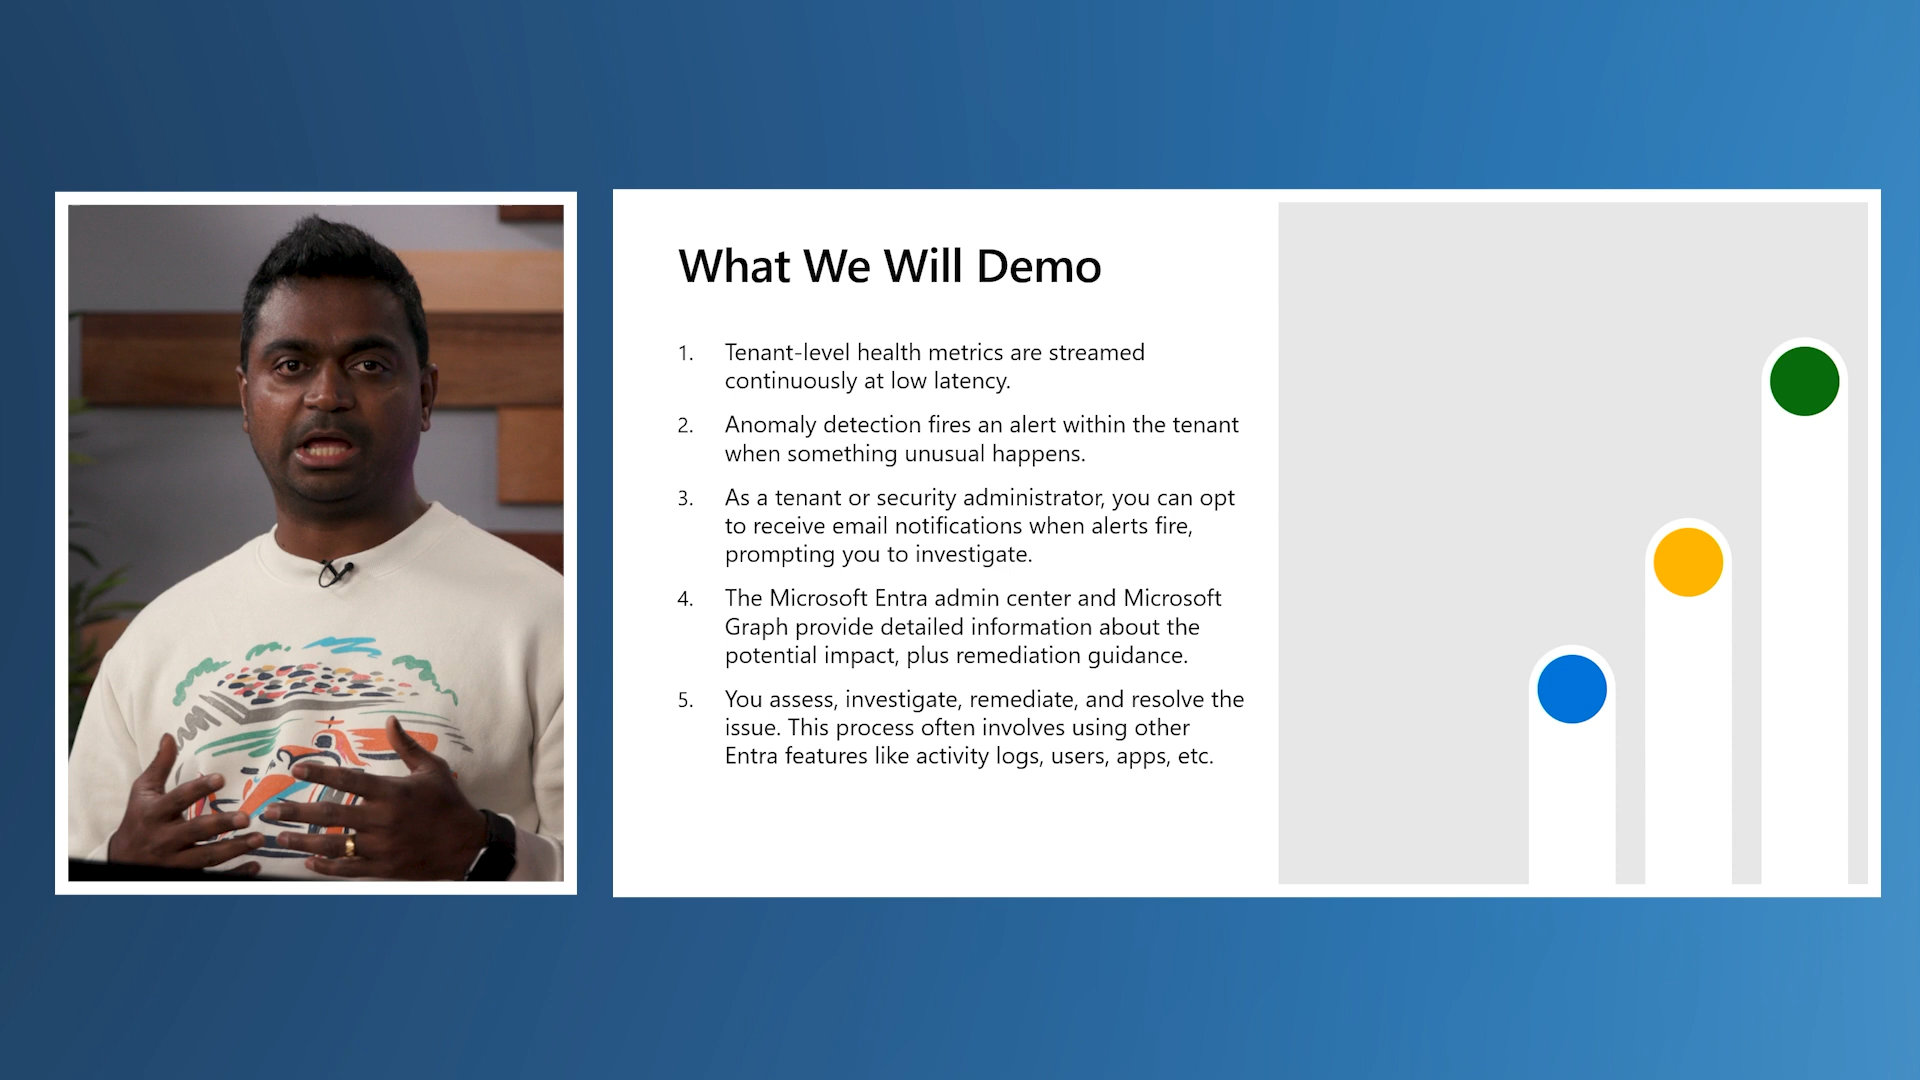 What We Will Demo
1. Tenant-level health metrics are streamed
continuously at low latency.
2. Anomaly detection fires an alert within the tenant
when something unusual happens.
3. As a tenant or security administrator, you can opt
to receive email notifications when alerts fire,
prompting you to investigate.
4. The Microsoft Entra admin center and Microsoft
Graph provide detailed information about the
potential impact, plus remediation guidance.
5. You assess, investigate, remediate, and resolve the
issue. This process often involves using other
Entra features like activity logs, users, apps, etc.